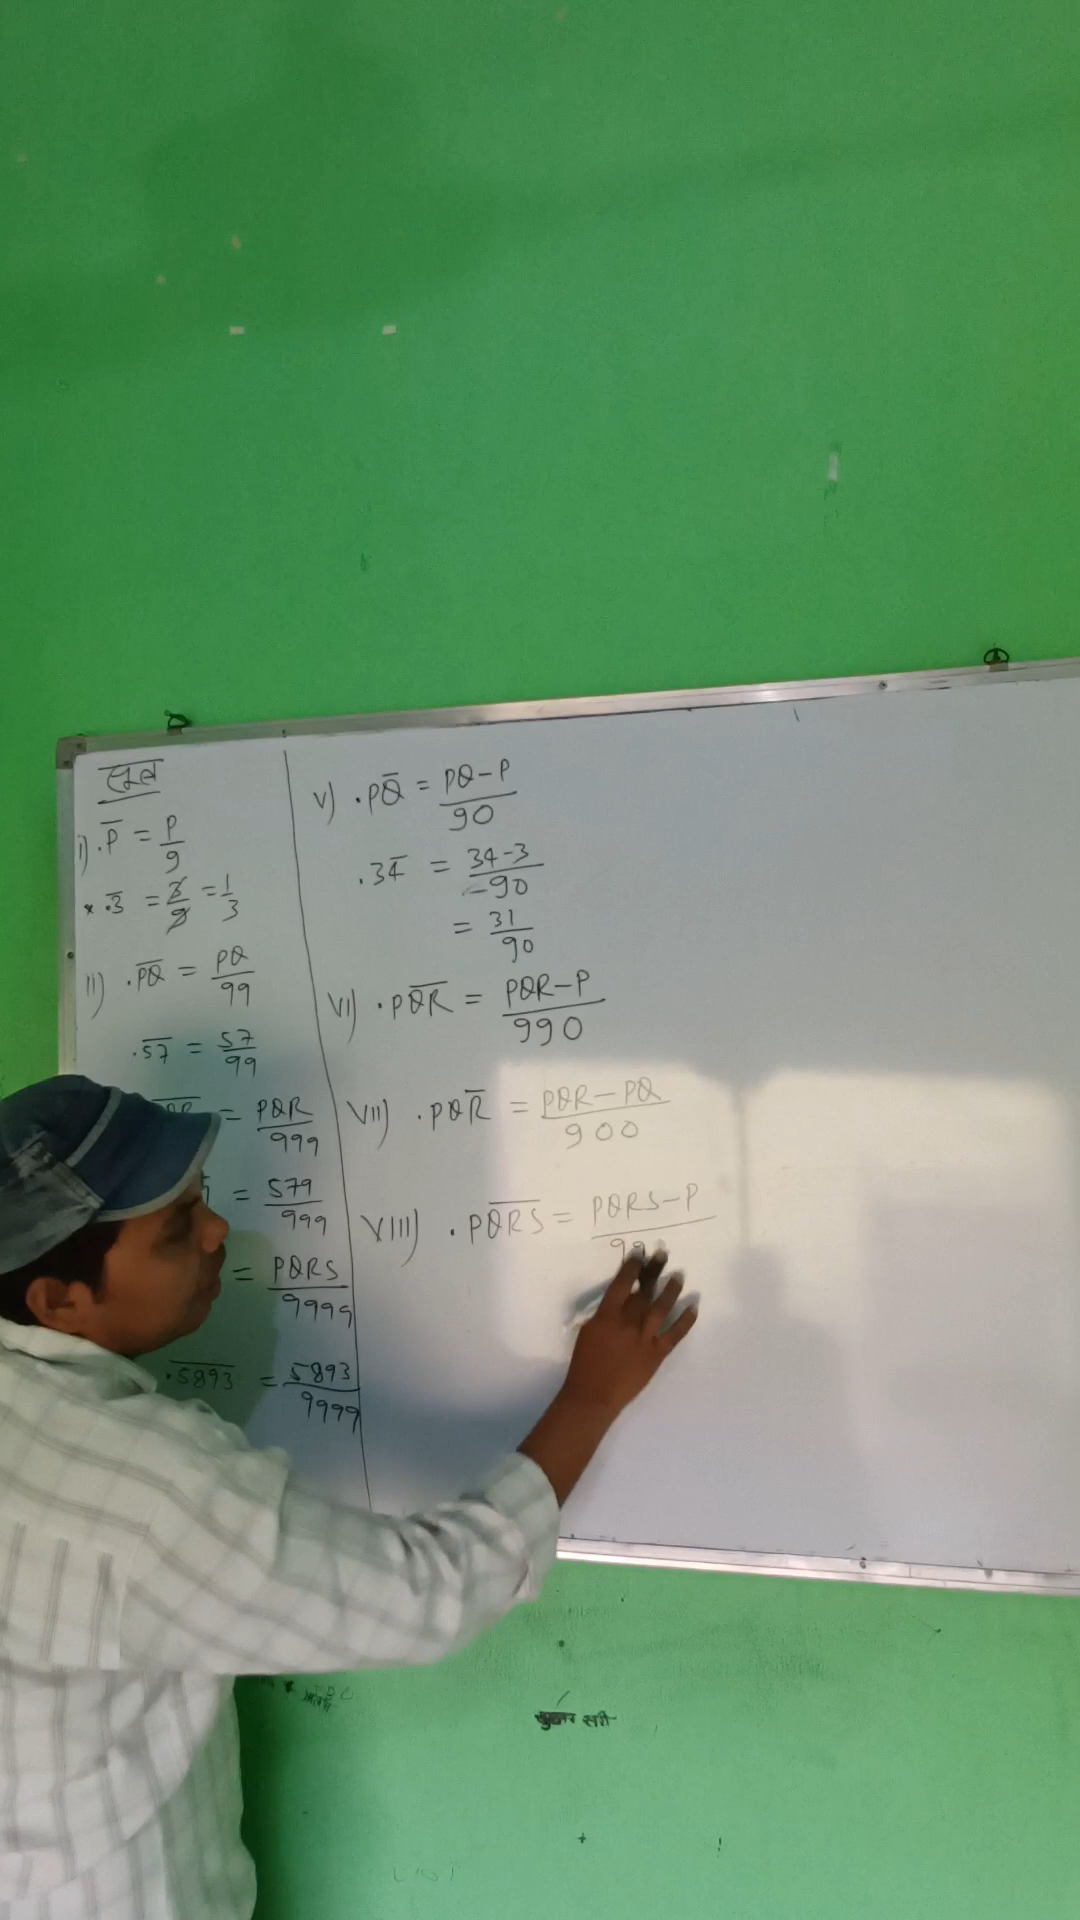 सूत्र
i) .P̅ = P/9
* .3̅ = 3/9 = 1/3
II) .P̅Q̅ = PQ/99
.5̅7̅ = 57/99
= PQR/999
= 579/999
= PQRS/9999
.5̅8̅9̅3̅ = 5893/9999
V) .PQ̅ = PQ-P/90
.34̅ = 34-3/90
= 31/90
VI) .PQ̅R̅ = PQR-P/990
VII) .PQR̅ = PQR-PQ/900
VIII) .PQ̅R̅S̅ = PQRS-P/99